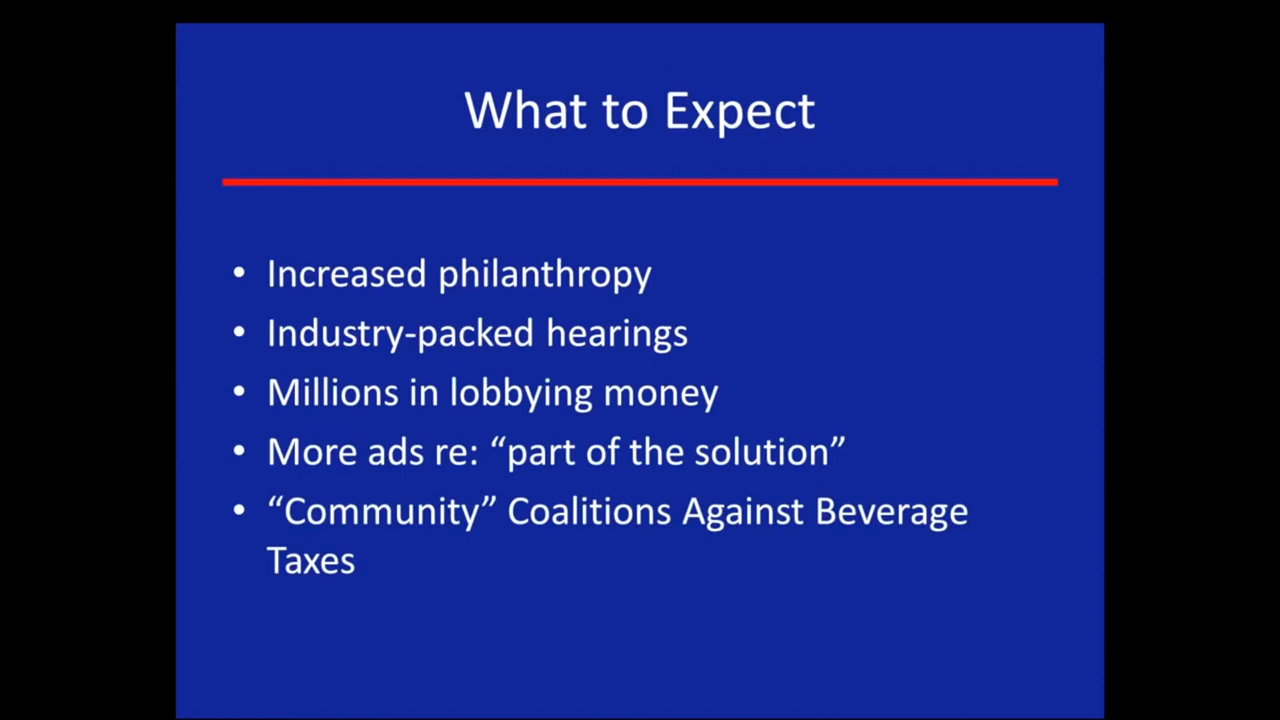 What to Expect
• Increased philanthropy
• Industry-packed hearings
• Millions in lobbying money
• More ads re: “part of the solution”
• “Community” Coalitions Against Beverage
Taxes